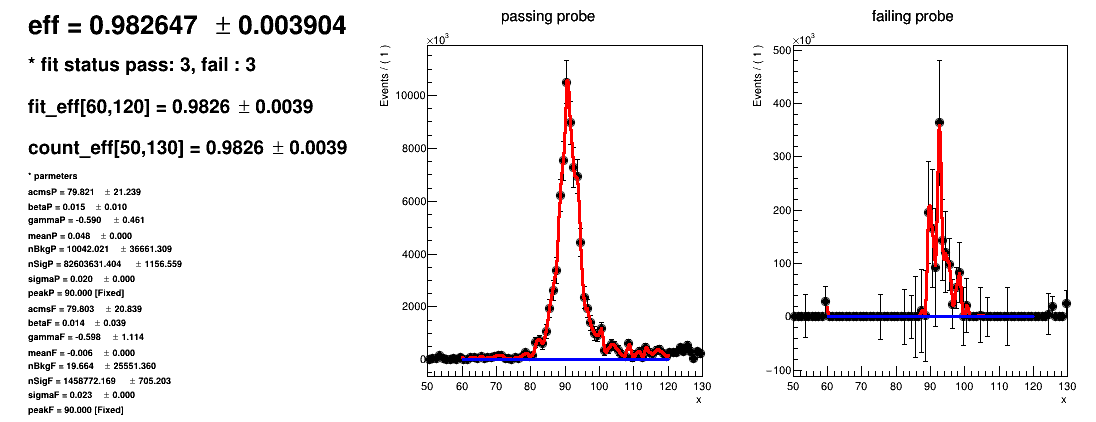 eff = 0.982647 ± 0.003904
* fit status pass: 3, fail : 3
fit_eff[60,120] = 0.9826 ± 0.0039
count_eff[50,130] = 0.9826 ± 0.0039
* parmeters
acmsP = 79.821 ± 21.239
betaP = 0.015 ± 0.010
gammaP = -0.590 ± 0.461
meanP = 0.048 ± 0.000
nBkgP = 10042.021 ± 36661.309
nSigP = 82603631.404 ± 1156.559
sigmaP = 0.020 ± 0.000
peakP = 90.000 [Fixed]
acmsF = 79.803 ± 20.839
betaF = 0.014 ± 0.039
gammaF = -0.598 ± 1.114
meanF = -0.006 ± 0.000
nBkgF = 19.664 ± 25551.360
nSigF = 1458772.169 ± 705.203
sigmaF = 0.023 ± 0.000
peakF = 90.000 [Fixed]
passing probe
×10³
Events / ( 1 )
10000
8000
6000
4000
2000
0
50 60 70 80 90 100 110 120 130
x
failing probe
×10³
Events / ( 1 )
500
400
300
200
100
0
−100
50 60 70 80 90 100 110 120 130
x